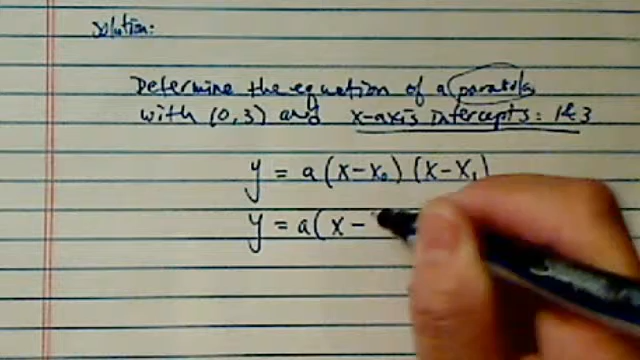 Solution:
Determine the equation of a parabola
with (0,3) and x-axis intercepts: 1&3
y = a(x-x₀)(x-x₁)
y = a(x-